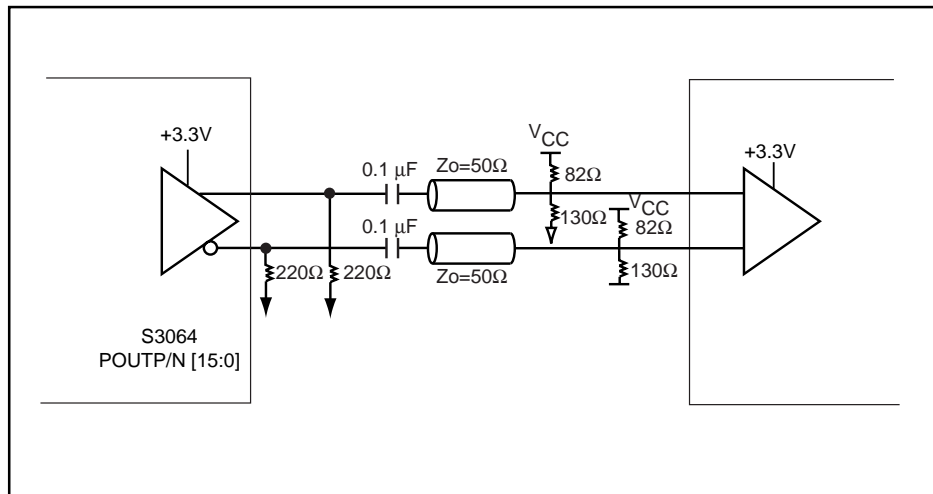 +3.3V
0.1 μF
Zo=50Ω
VCC
82Ω
130Ω
+3.3V
0.1 μF
Zo=50Ω
VCC
82Ω
130Ω
220Ω
220Ω
S3064
POUTP/N [15:0]